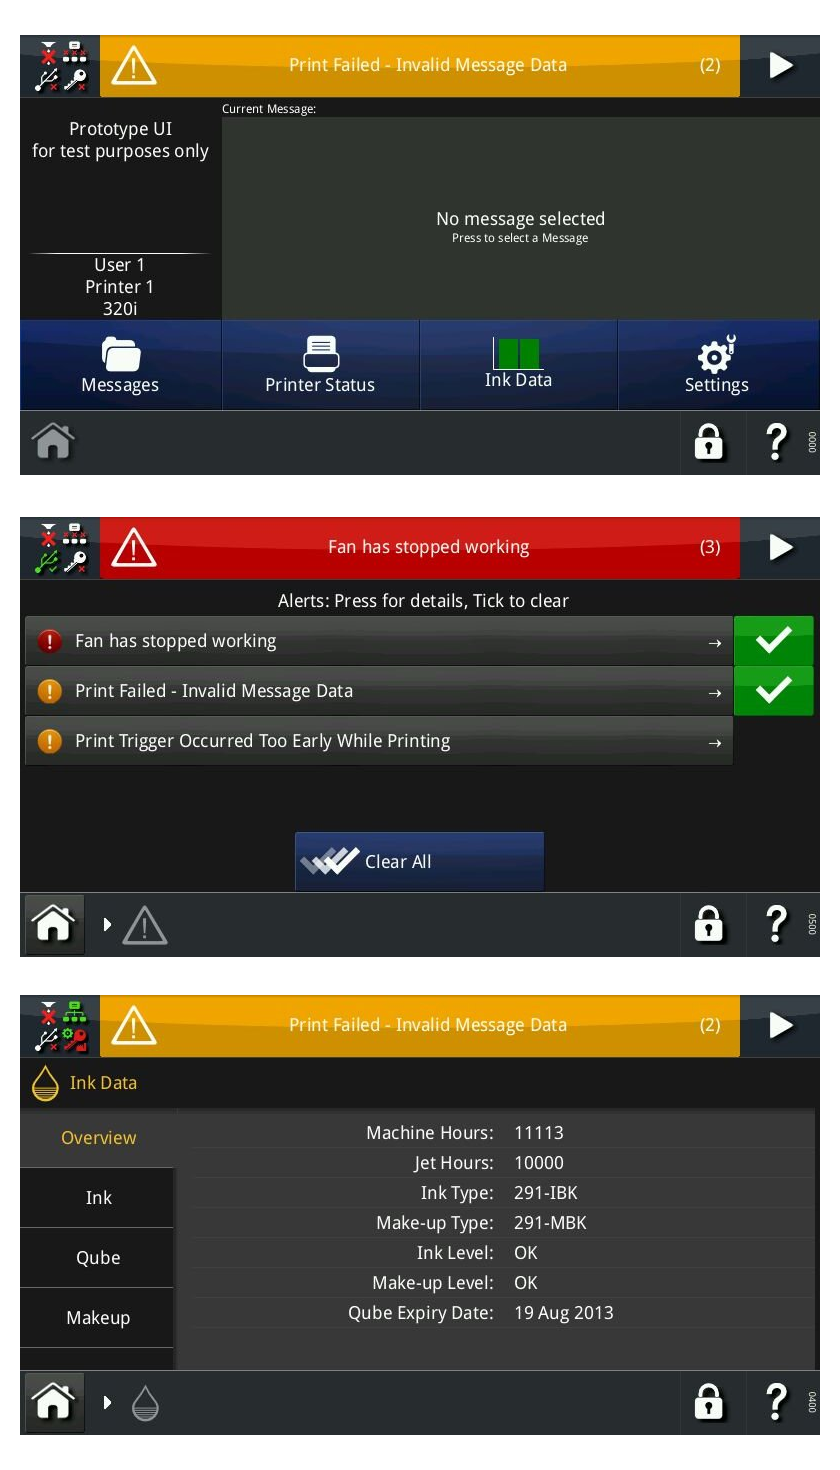 Print Failed - Invalid Message Data (2)
Current Message:
Prototype UI
for test purposes only
No message selected
Press to select a Message
User 1
Printer 1
320i
Messages
Printer Status
Ink Data
Settings
?
0000
Fan has stopped working (3)
Alerts: Press for details, Tick to clear
Fan has stopped working →
Print Failed - Invalid Message Data →
Print Trigger Occurred Too Early While Printing →
Clear All
?
0500
Print Failed - Invalid Message Data (2)
Ink Data
Overview
Ink
Qube
Makeup
Machine Hours: 11113
Jet Hours: 10000
Ink Type: 291-IBK
Make-up Type: 291-MBK
Ink Level: OK
Make-up Level: OK
Qube Expiry Date: 19 Aug 2013
?
0400